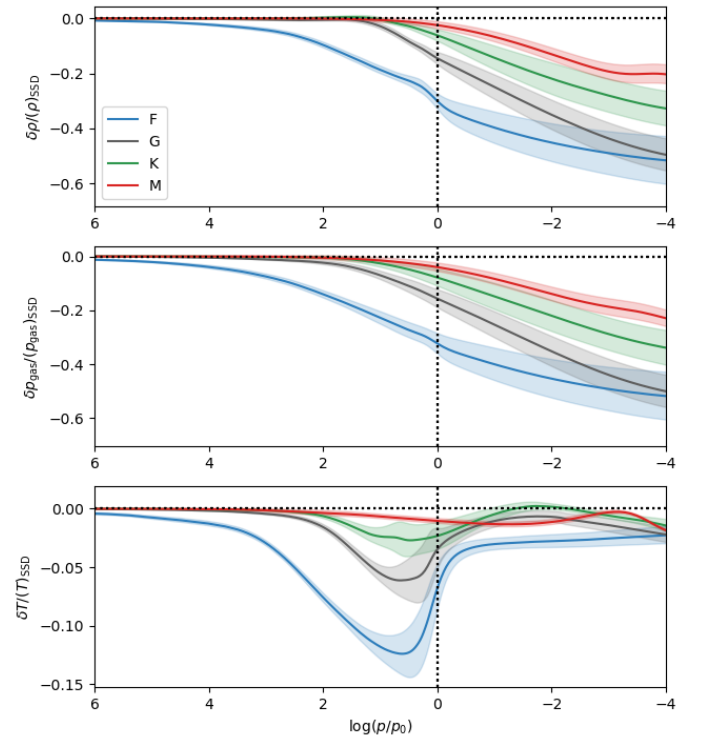 0.0
−0.2
−0.4
−0.6
δρ/⟨ρ⟩SSD
F
G
K
M
6 4 2 0 −2 −4
0.0
−0.2
−0.4
−0.6
δpgas/⟨pgas⟩SSD
6 4 2 0 −2 −4
0.00
−0.05
−0.10
−0.15
δT/⟨T⟩SSD
6 4 2 0 −2 −4
log(p/p0)